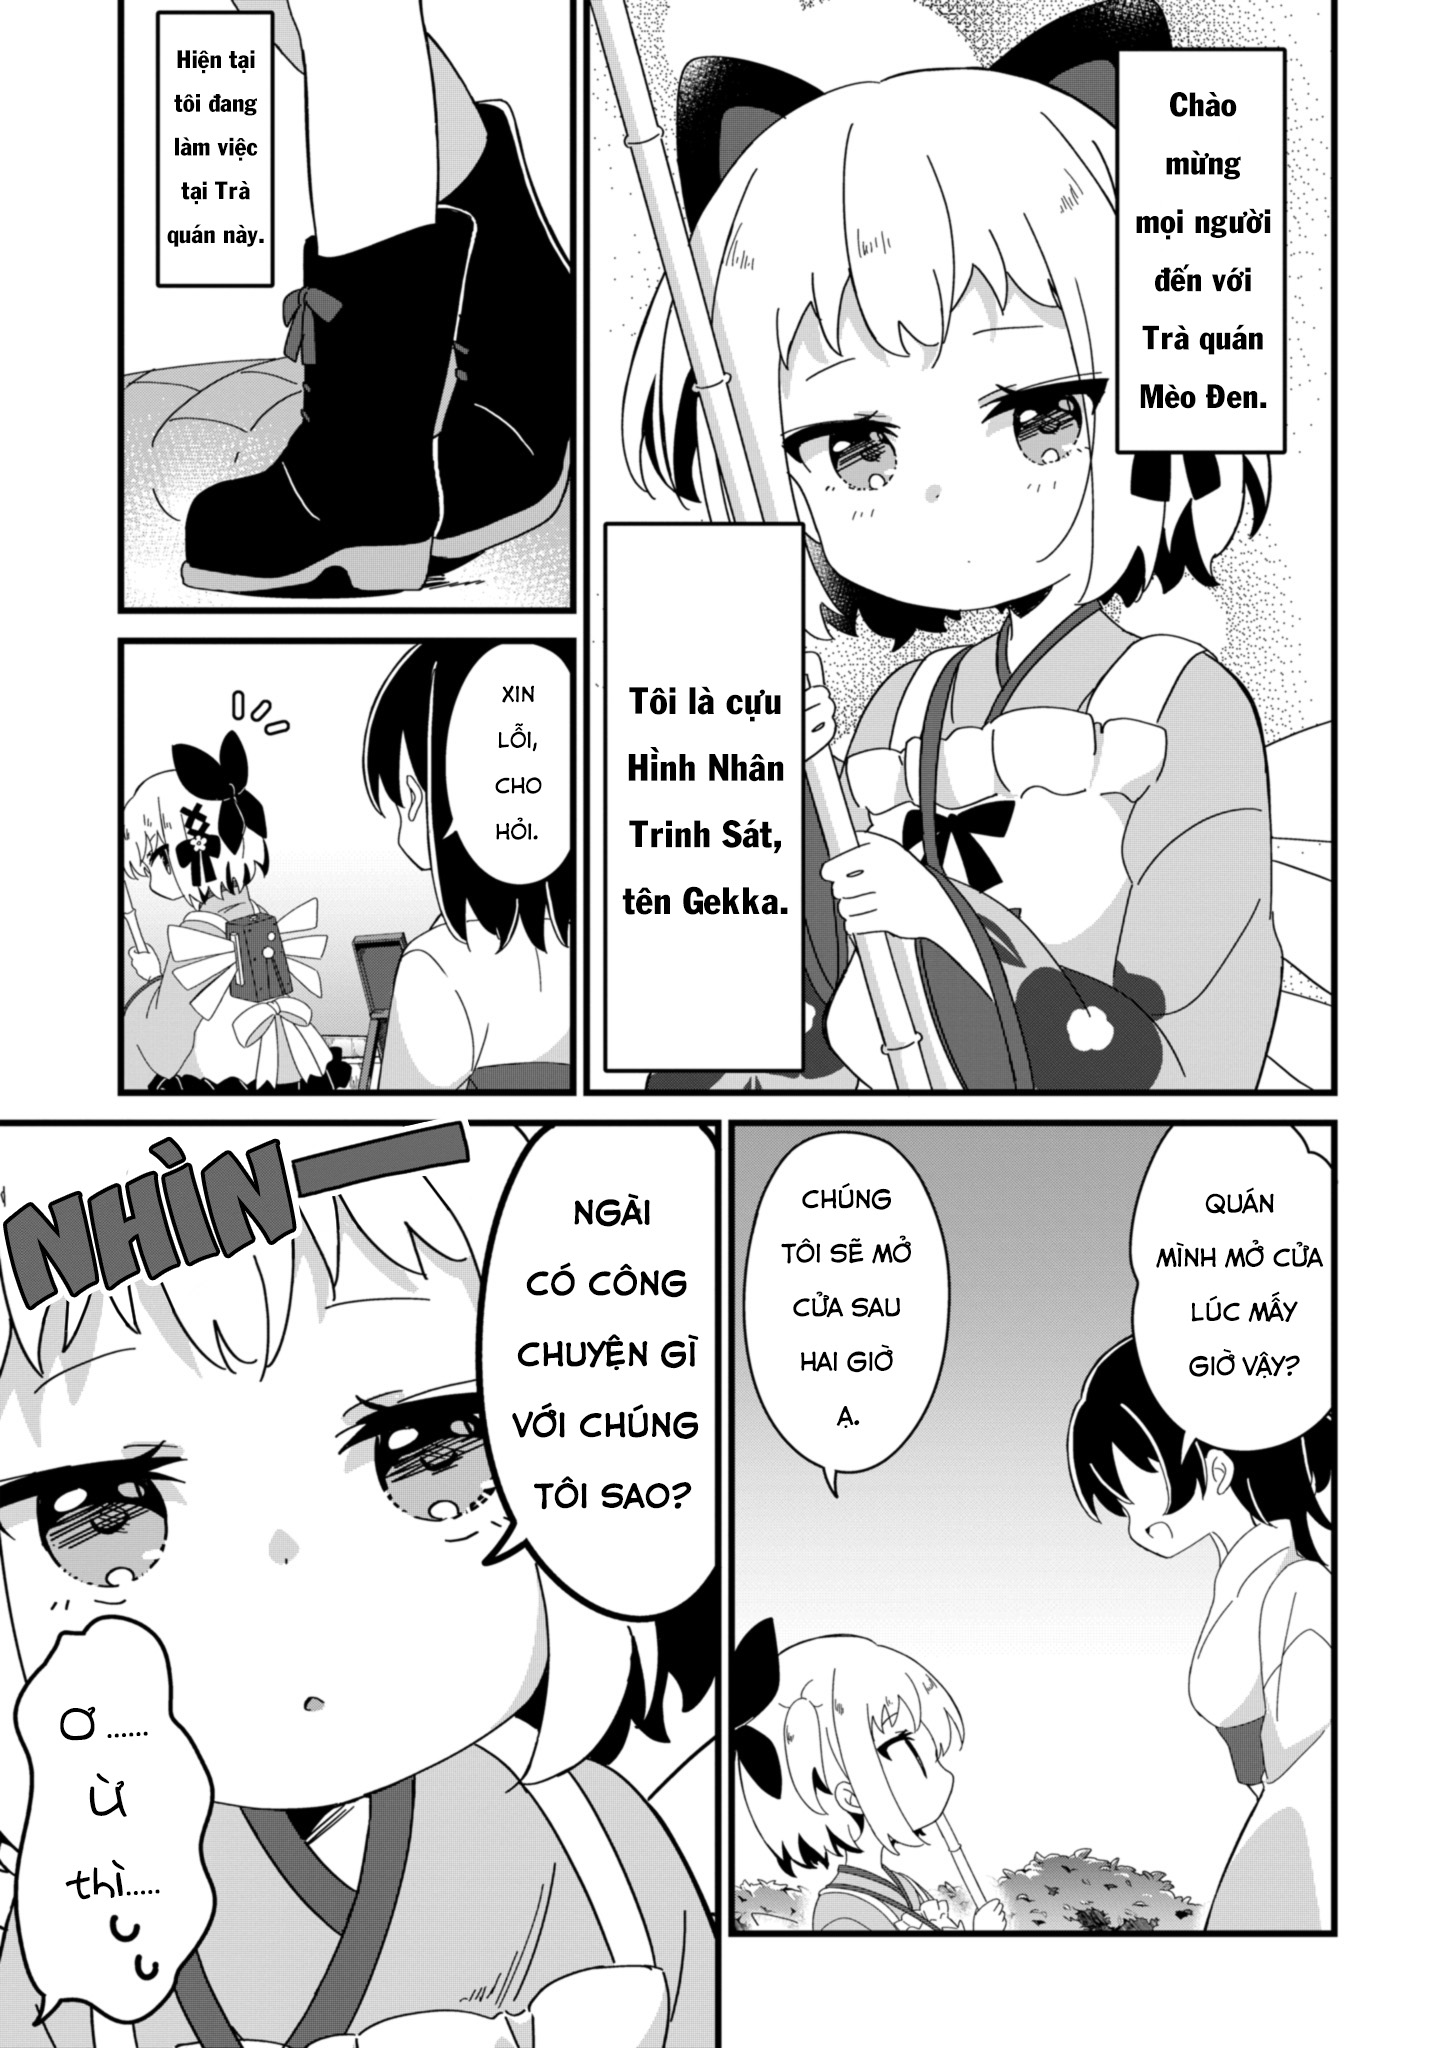 Chào
mừng
mọi người
đến với
Trà quán
Mèo Đen.
Tôi là cựu
Hình Nhân
Trinh Sát,
tên Gekka.
Hiện tại
tôi đang
làm việc
tại Trà
quán này.
XIN
LỖI,
CHO
HỎI.
QUÁN
MÌNH MỞ CỬA
LÚC MẤY
GIỜ VẬY?
CHÚNG
TÔI SẼ MỞ
CỬA SAU
HAI GIỜ
Ạ.
NGÀI
CÓ CÔNG
CHUYỆN GÌ
VỚI CHÚNG
TÔI SAO?
NHÌN—
Ơ......
Ừ
thì.....